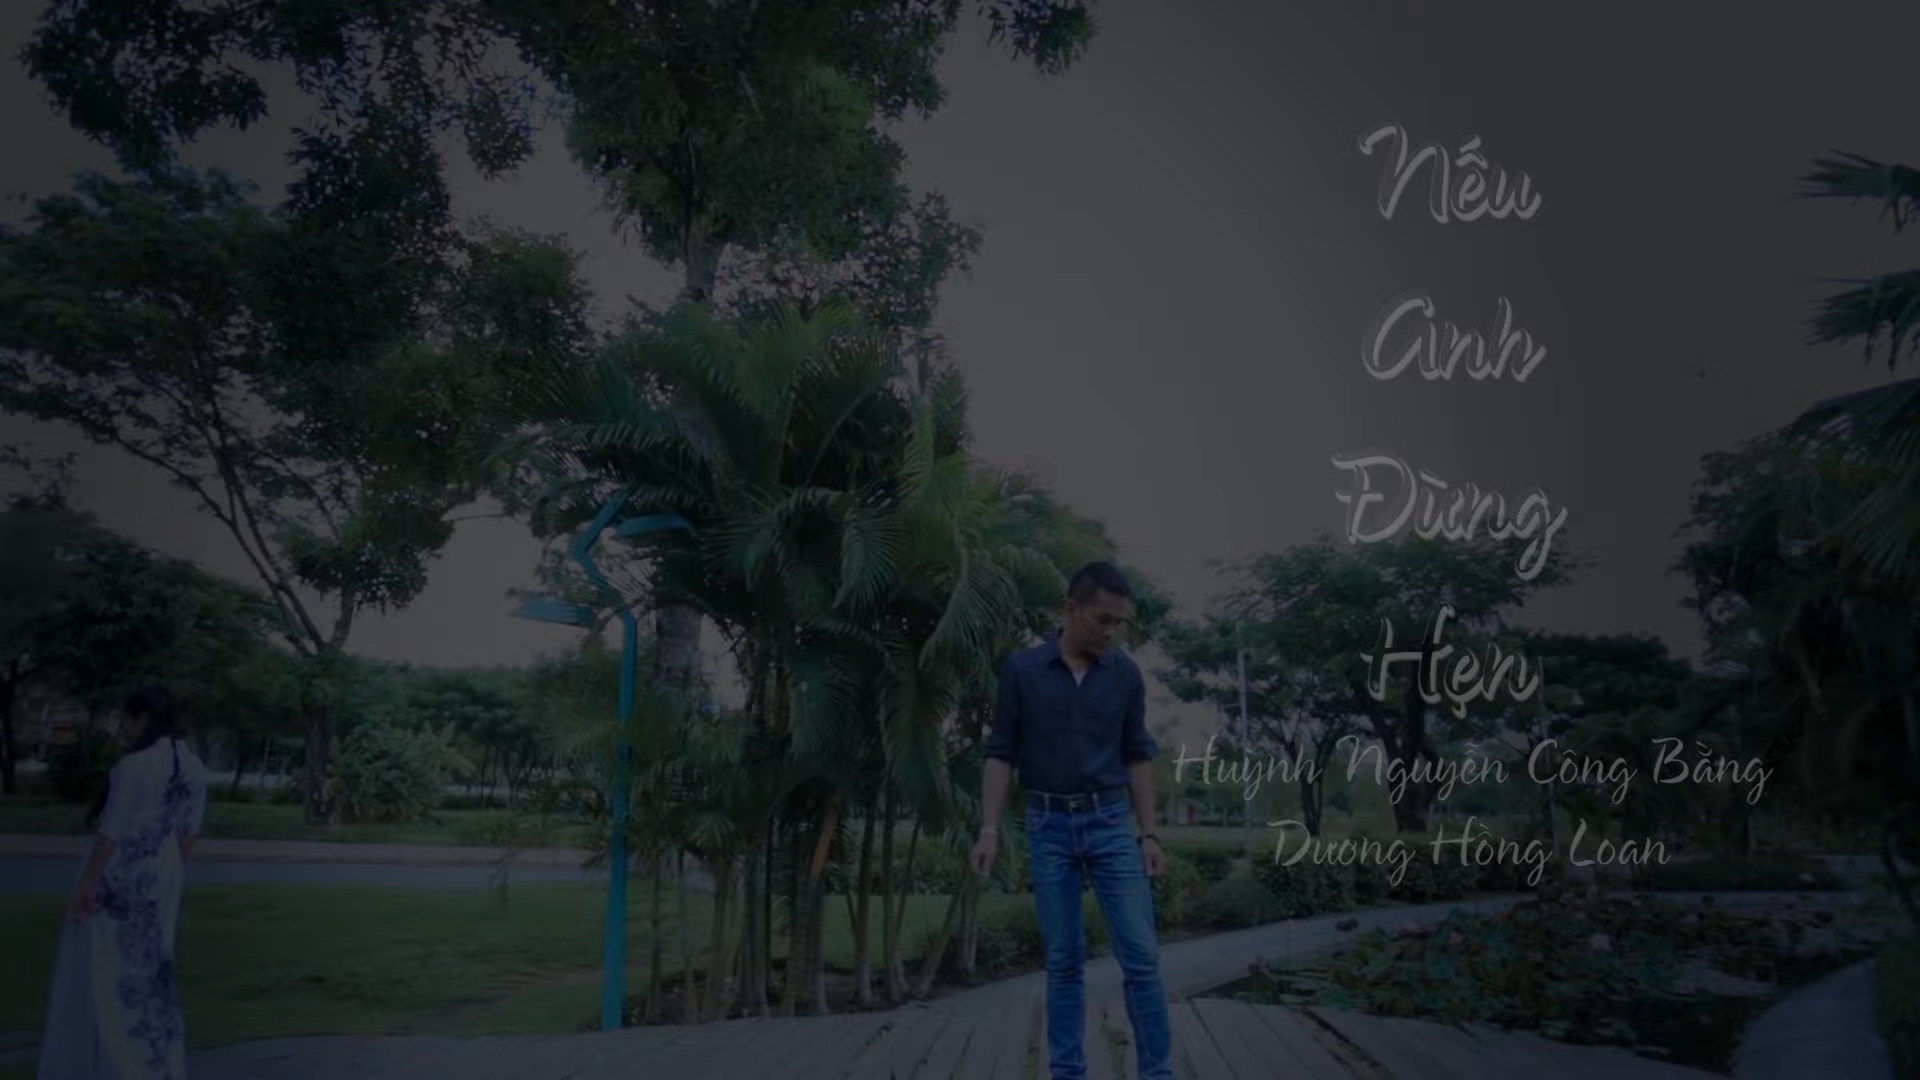 Nếu
Anh
Đừng
Hẹn
Huỳnh Nguyễn Công Bằng
Dương Hồng Loan